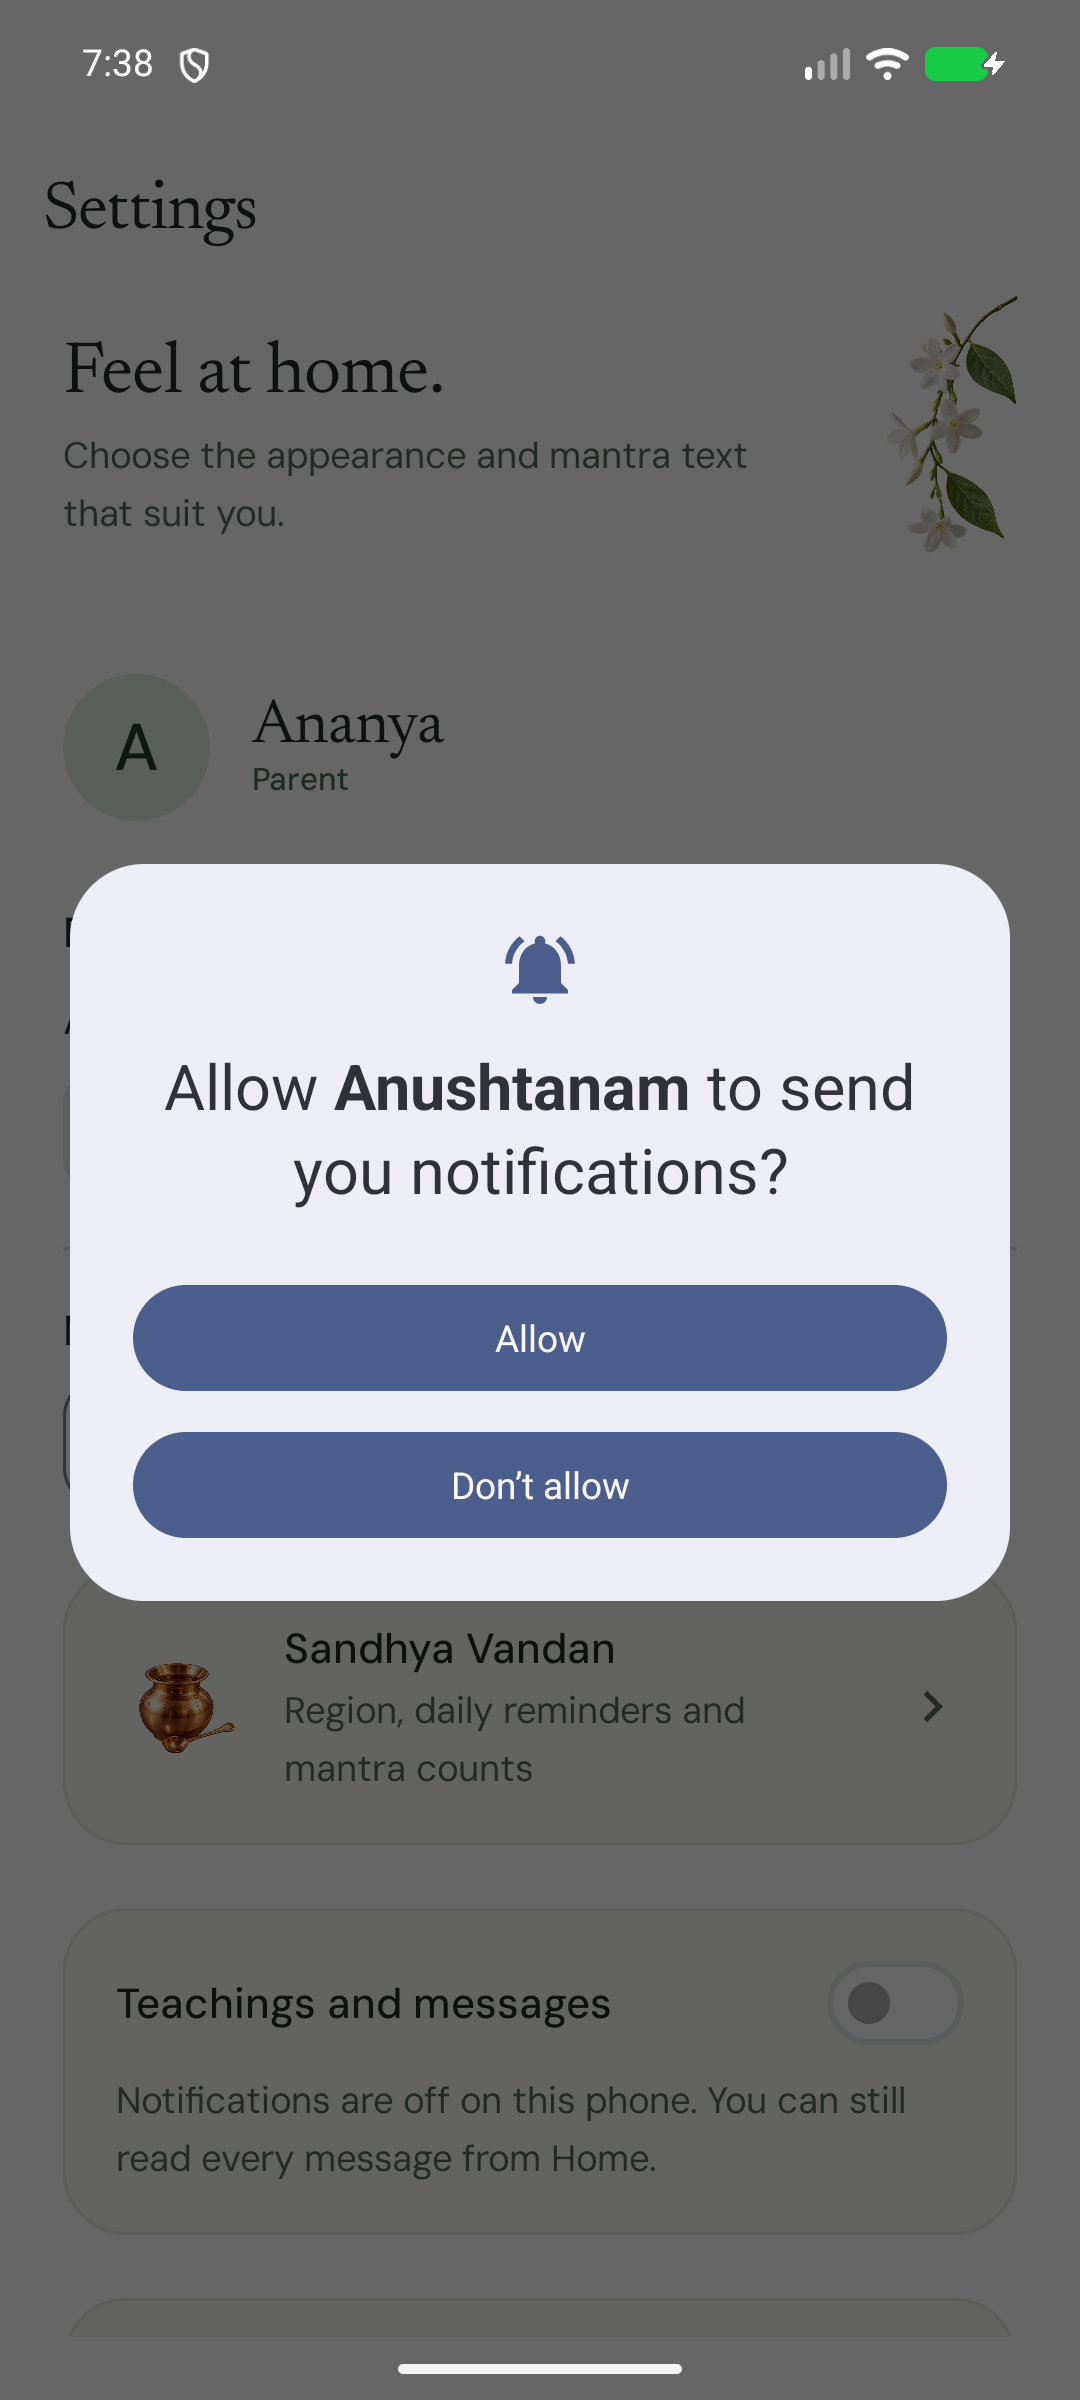 7:38
Settings
Feel at home.
Choose the appearance and mantra text
that suit you.
A
Ananya
Parent
Allow Anushtanam to send
you notifications?
Allow
Don't allow
Sandhya Vandan
Region, daily reminders and
mantra counts
Teachings and messages
Notifications are off on this phone. You can still
read every message from Home.